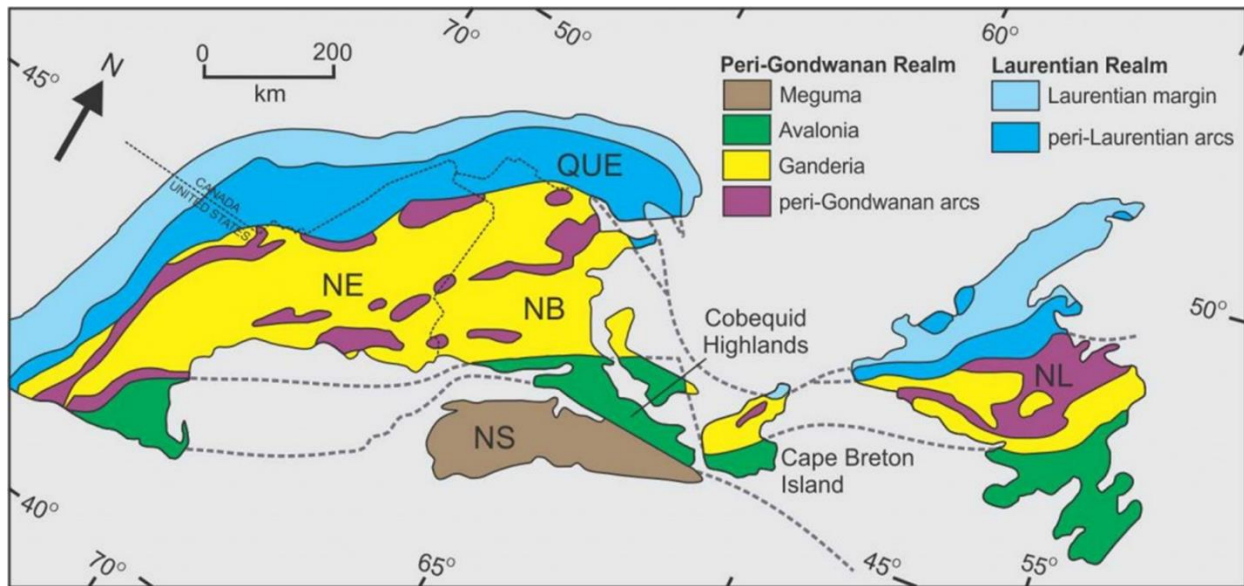 70°
50°
60°
45°
N
0 200
km
Peri-Gondwanan Realm
Meguma
Avalonia
Ganderia
peri-Gondwanan arcs
Laurentian Realm
Laurentian margin
peri-Laurentian arcs
QUE
CANADA
UNITED STATES
NE
NB
Cobequid
Highlands
50°
NL
NS
Cape Breton
Island
40°
70°
65°
45°
55°